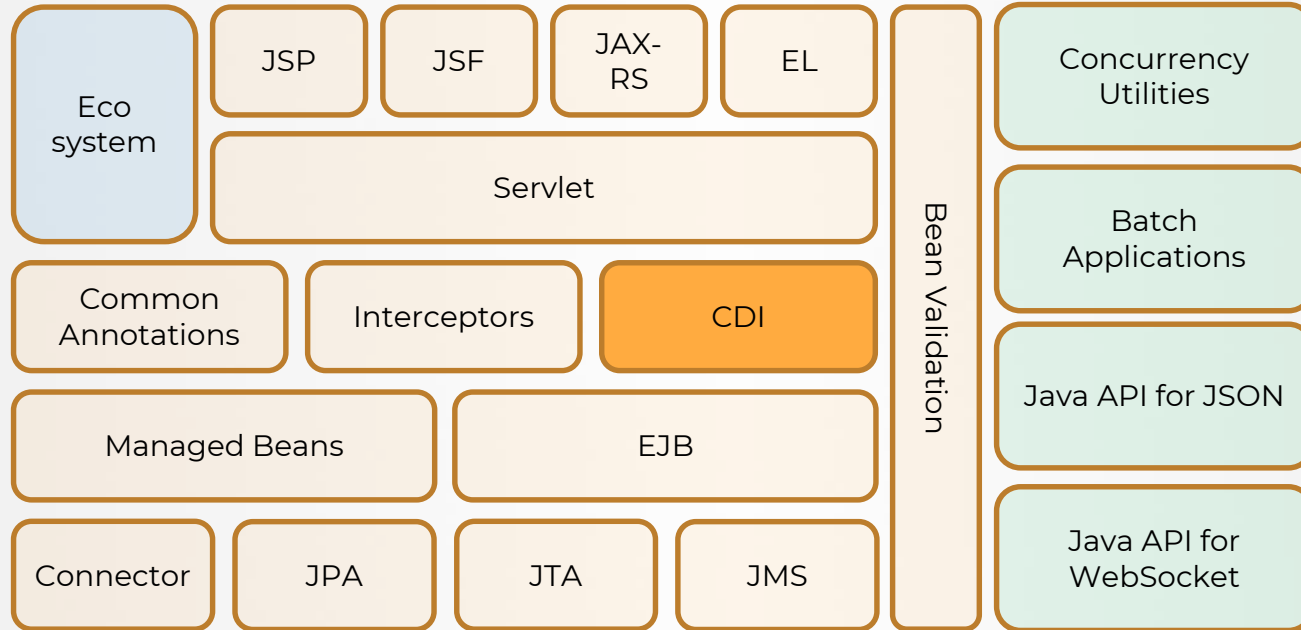 Eco
system
JSP
JSF
JAX-
RS
EL
Servlet
Common
Annotations
Interceptors
CDI
Managed Beans
EJB
Connector
JPA
JTA
JMS
Bean Validation
Concurrency
Utilities
Batch
Applications
Java API for JSON
Java API for
WebSocket